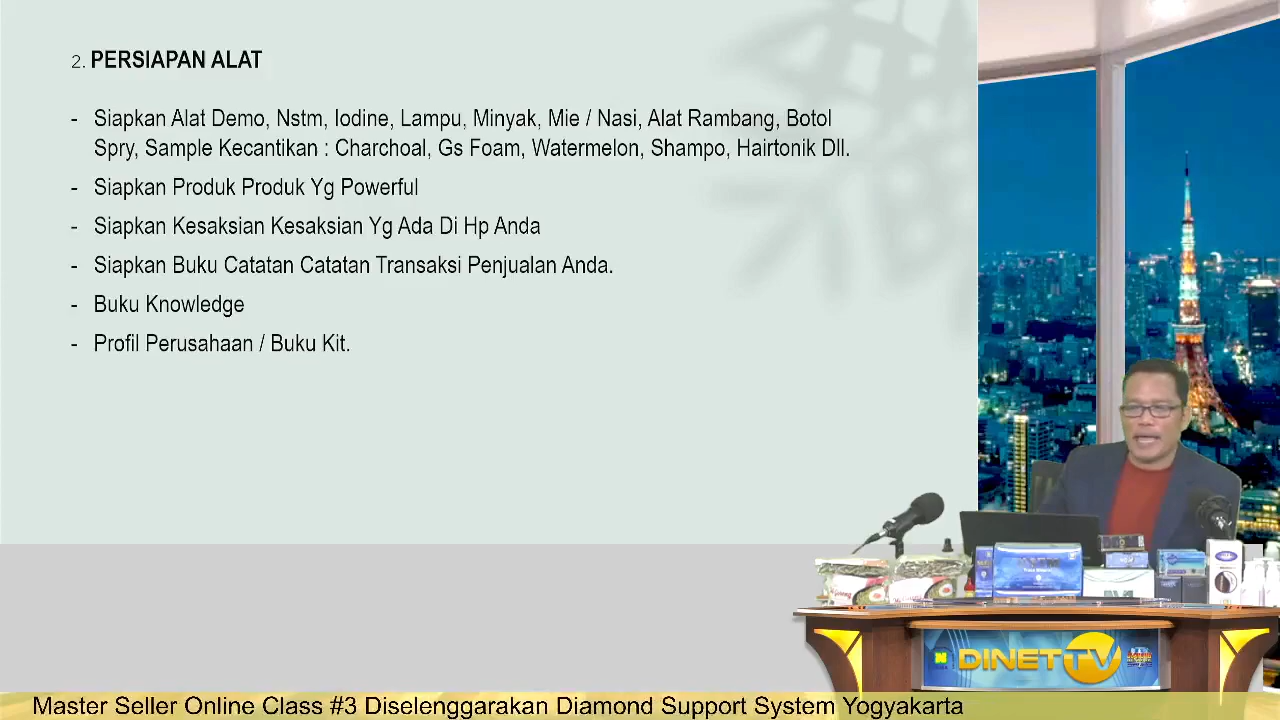 2. PERSIAPAN ALAT
- Siapkan Alat Demo, Nstm, Iodine, Lampu, Minyak, Mie / Nasi, Alat Rambang, Botol
Spry, Sample Kecantikan : Charchoal, Gs Foam, Watermelon, Shampo, Hairtonik Dll.
- Siapkan Produk Produk Yg Powerful
- Siapkan Kesaksian Kesaksian Yg Ada Di Hp Anda
- Siapkan Buku Catatan Catatan Transaksi Penjualan Anda.
- Buku Knowledge
- Profil Perusahaan / Buku Kit.
DINET TV
Master Seller Online Class #3 Diselenggarakan Diamond Support System Yogyakarta